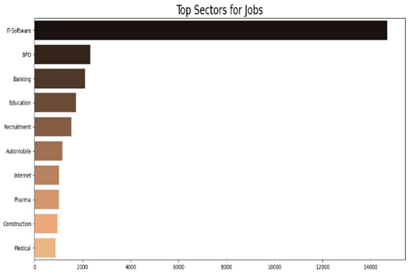 Top Sectors for Jobs
IT-Software
BPO
Banking
Education
Recruitment
Automobile
Internet
Pharma
Construction
Medical
0 2000 4000 6000 8000 10000 12000 14000